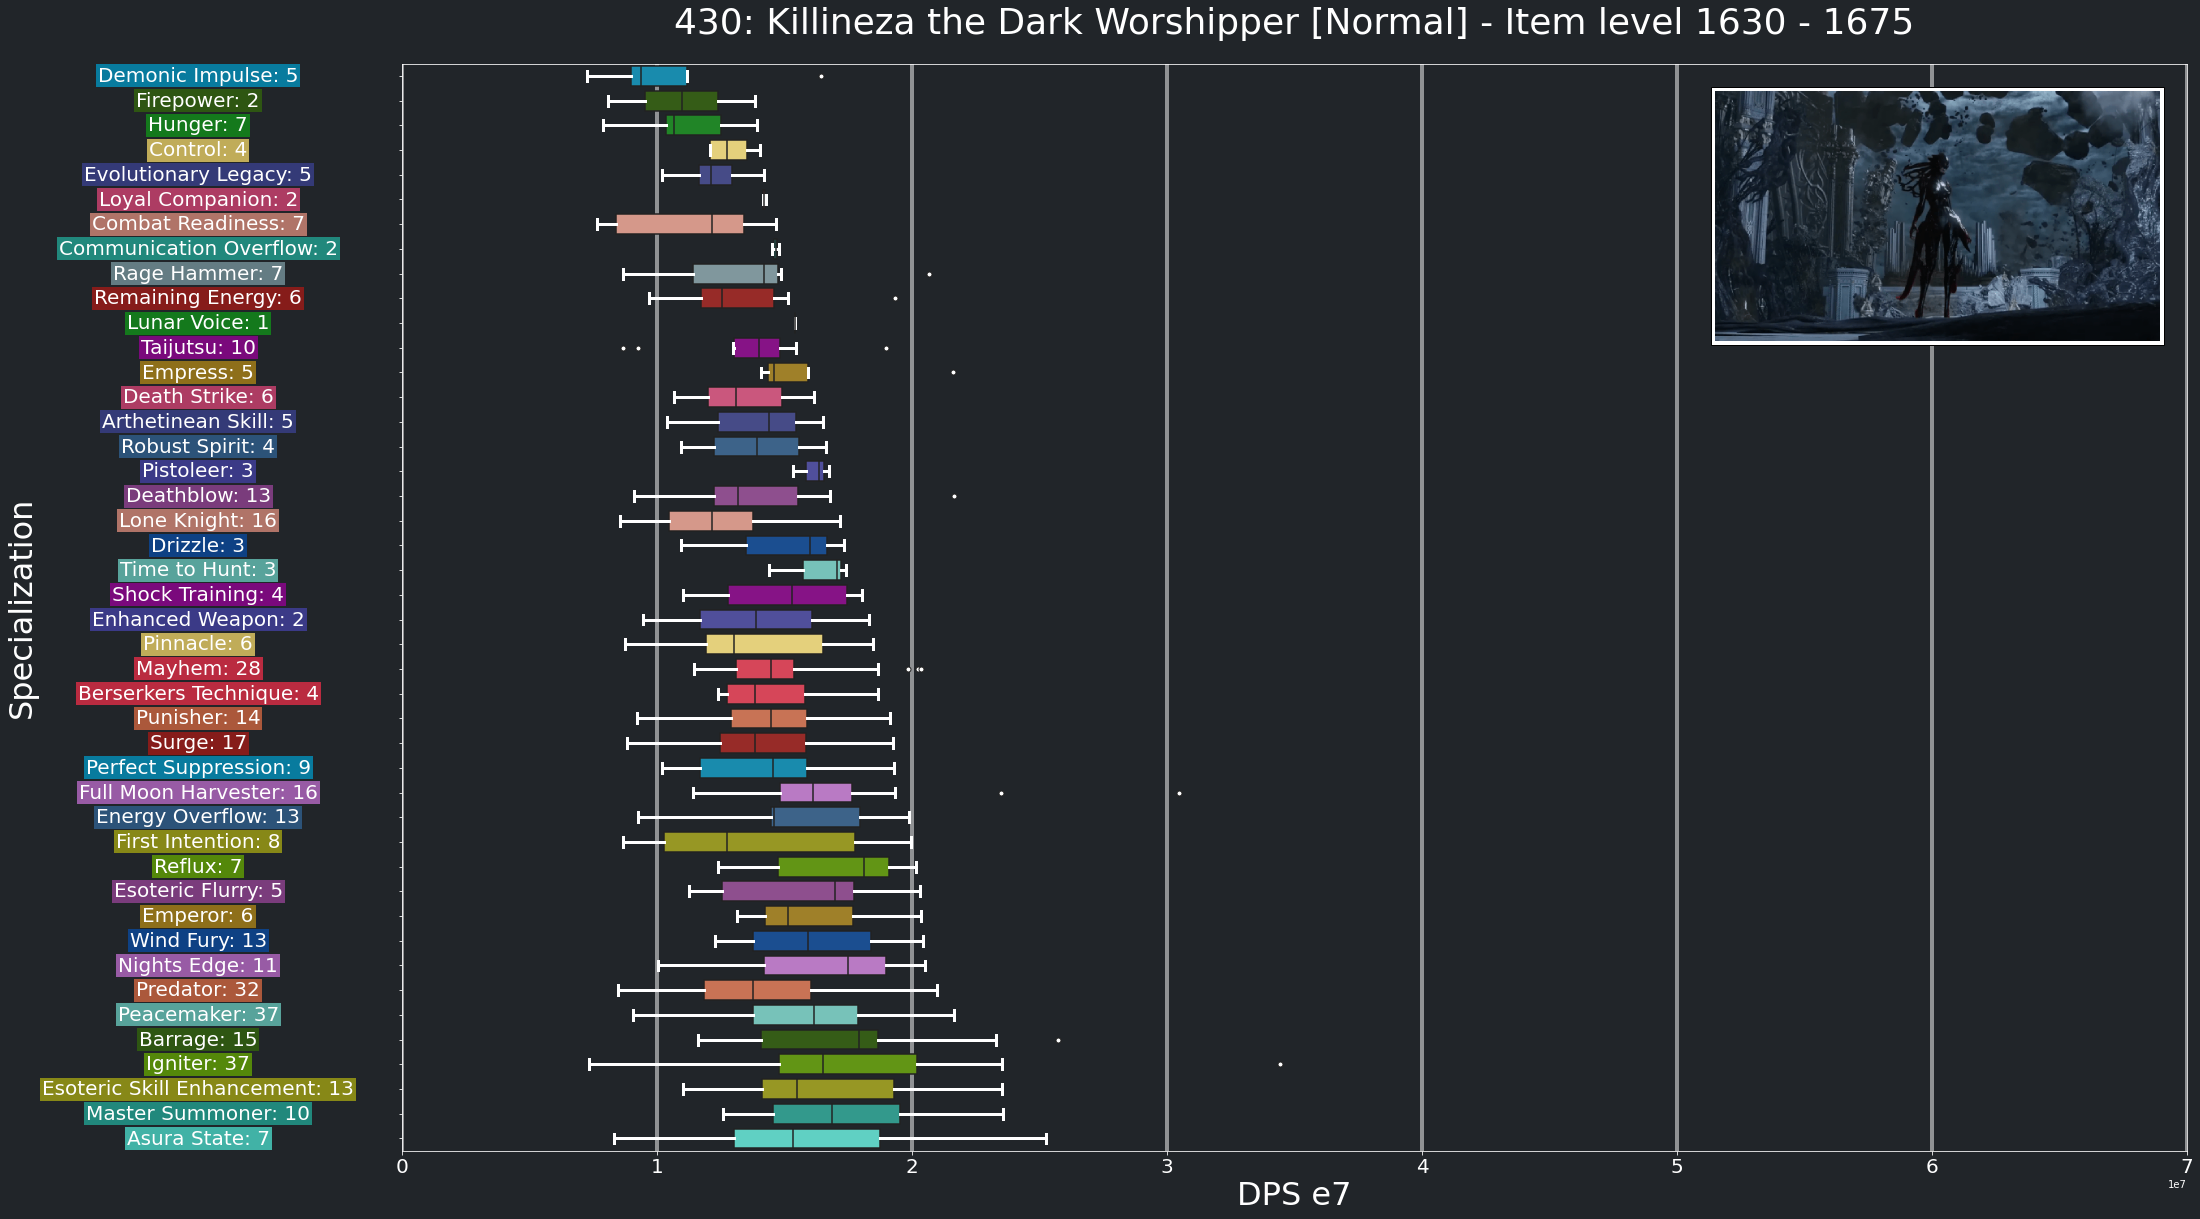 430: Killineza the Dark Worshipper [Normal] - Item level 1630 - 1675
Specialization
Demonic Impulse: 5
Firepower: 2
Hunger: 7
Control: 4
Evolutionary Legacy: 5
Loyal Companion: 2
Combat Readiness: 7
Communication Overflow: 2
Rage Hammer: 7
Remaining Energy: 6
Lunar Voice: 1
Taijutsu: 10
Empress: 5
Death Strike: 6
Arthetinean Skill: 5
Robust Spirit: 4
Pistoleer: 3
Deathblow: 13
Lone Knight: 16
Drizzle: 3
Time to Hunt: 3
Shock Training: 4
Enhanced Weapon: 2
Pinnacle: 6
Mayhem: 28
Berserkers Technique: 4
Punisher: 14
Surge: 17
Perfect Suppression: 9
Full Moon Harvester: 16
Energy Overflow: 13
First Intention: 8
Reflux: 7
Esoteric Flurry: 5
Emperor: 6
Wind Fury: 13
Nights Edge: 11
Predator: 32
Peacemaker: 37
Barrage: 15
Igniter: 37
Esoteric Skill Enhancement: 13
Master Summoner: 10
Asura State: 7
0 1 2 3 4 5 6 7
DPS e7
1e7